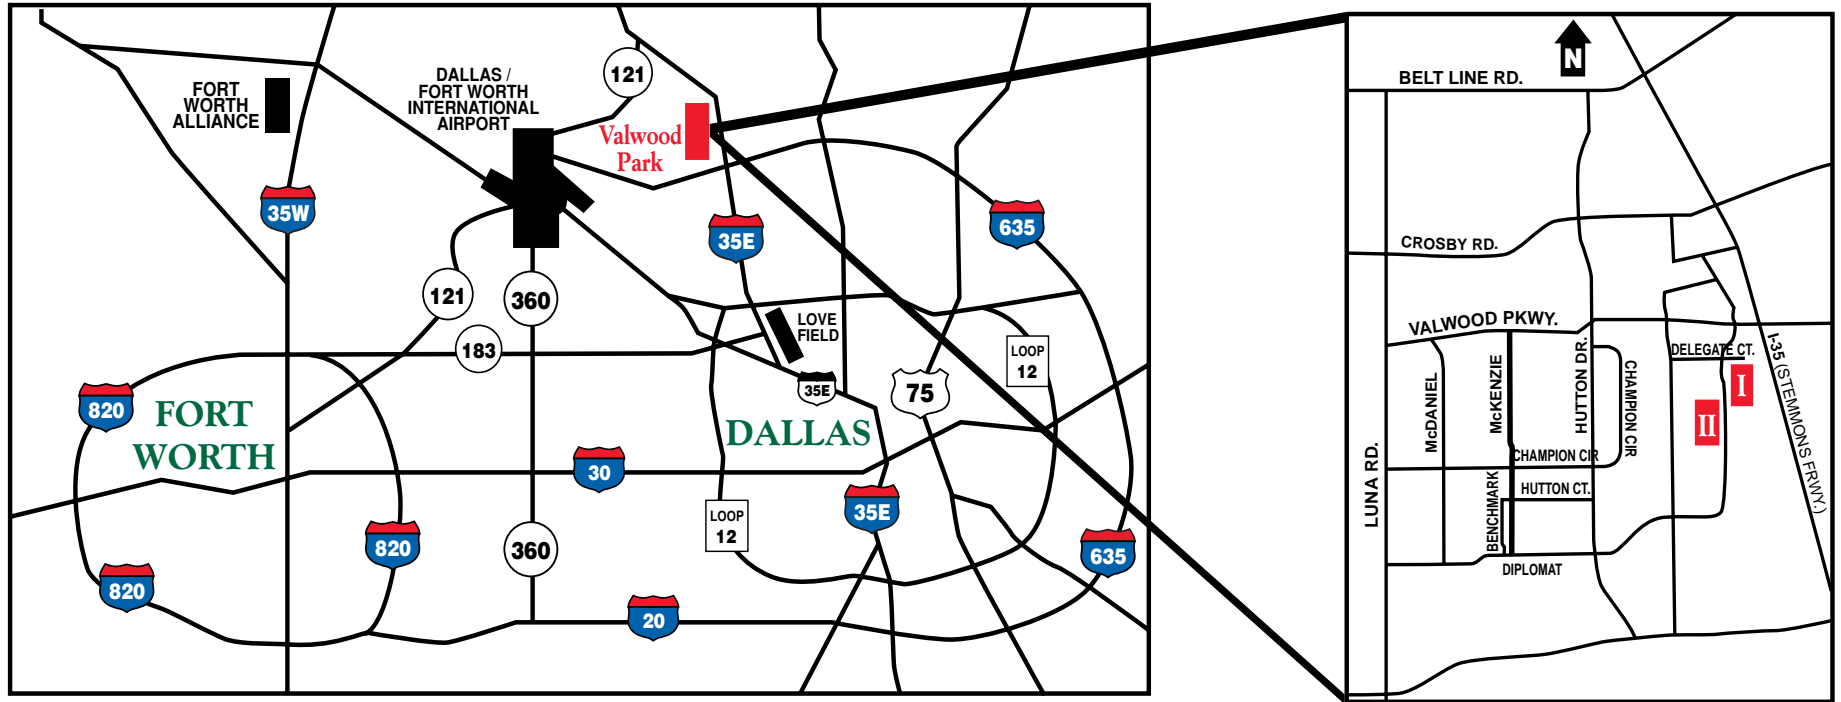 121
DALLAS /
FORT WORTH
INTERNATIONAL
AIRPORT
FORT
WORTH
ALLIANCE
Valwood
Park
35W
35E
635
121
360
183
LOVE
FIELD
LOOP
12
35E
75
820
FORT
WORTH
DALLAS
30
35E
LOOP
12
820
360
635
820
20
N
BELT LINE RD.
CROSBY RD.
VALWOOD PKWY.
I-35 (STEMMONS FRWY.)
DELEGATE CT.
McDANIEL
McKENZIE
HUTTON DR.
CHAMPION CIR
I
II
LUNA RD.
CHAMPION CIR
BENCHMARK
HUTTON CT.
DIPLOMAT